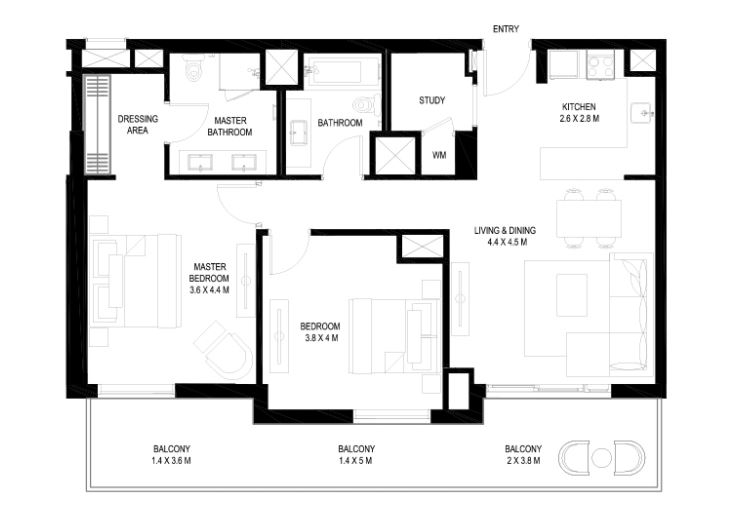 ENTRY
DRESSING
AREA
MASTER
BATHROOM
BATHROOM
STUDY
WM
KITCHEN
2.6 X 2.8 M
LIVING & DINING
4.4 X 4.5 M
MASTER
BEDROOM
3.6 X 4.4 M
BEDROOM
3.8 X 4 M
BALCONY
1.4 X 3.6 M
BALCONY
1.4 X 5 M
BALCONY
2 X 3.8 M